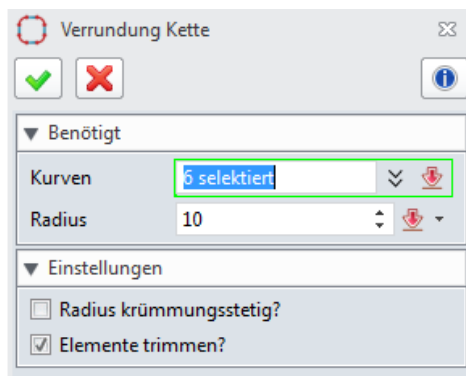 Verrundung Kette
Benötigt
Kurven 6 selektiert
Radius 10
Einstellungen
Radius krümmungsstetig?
Elemente trimmen?